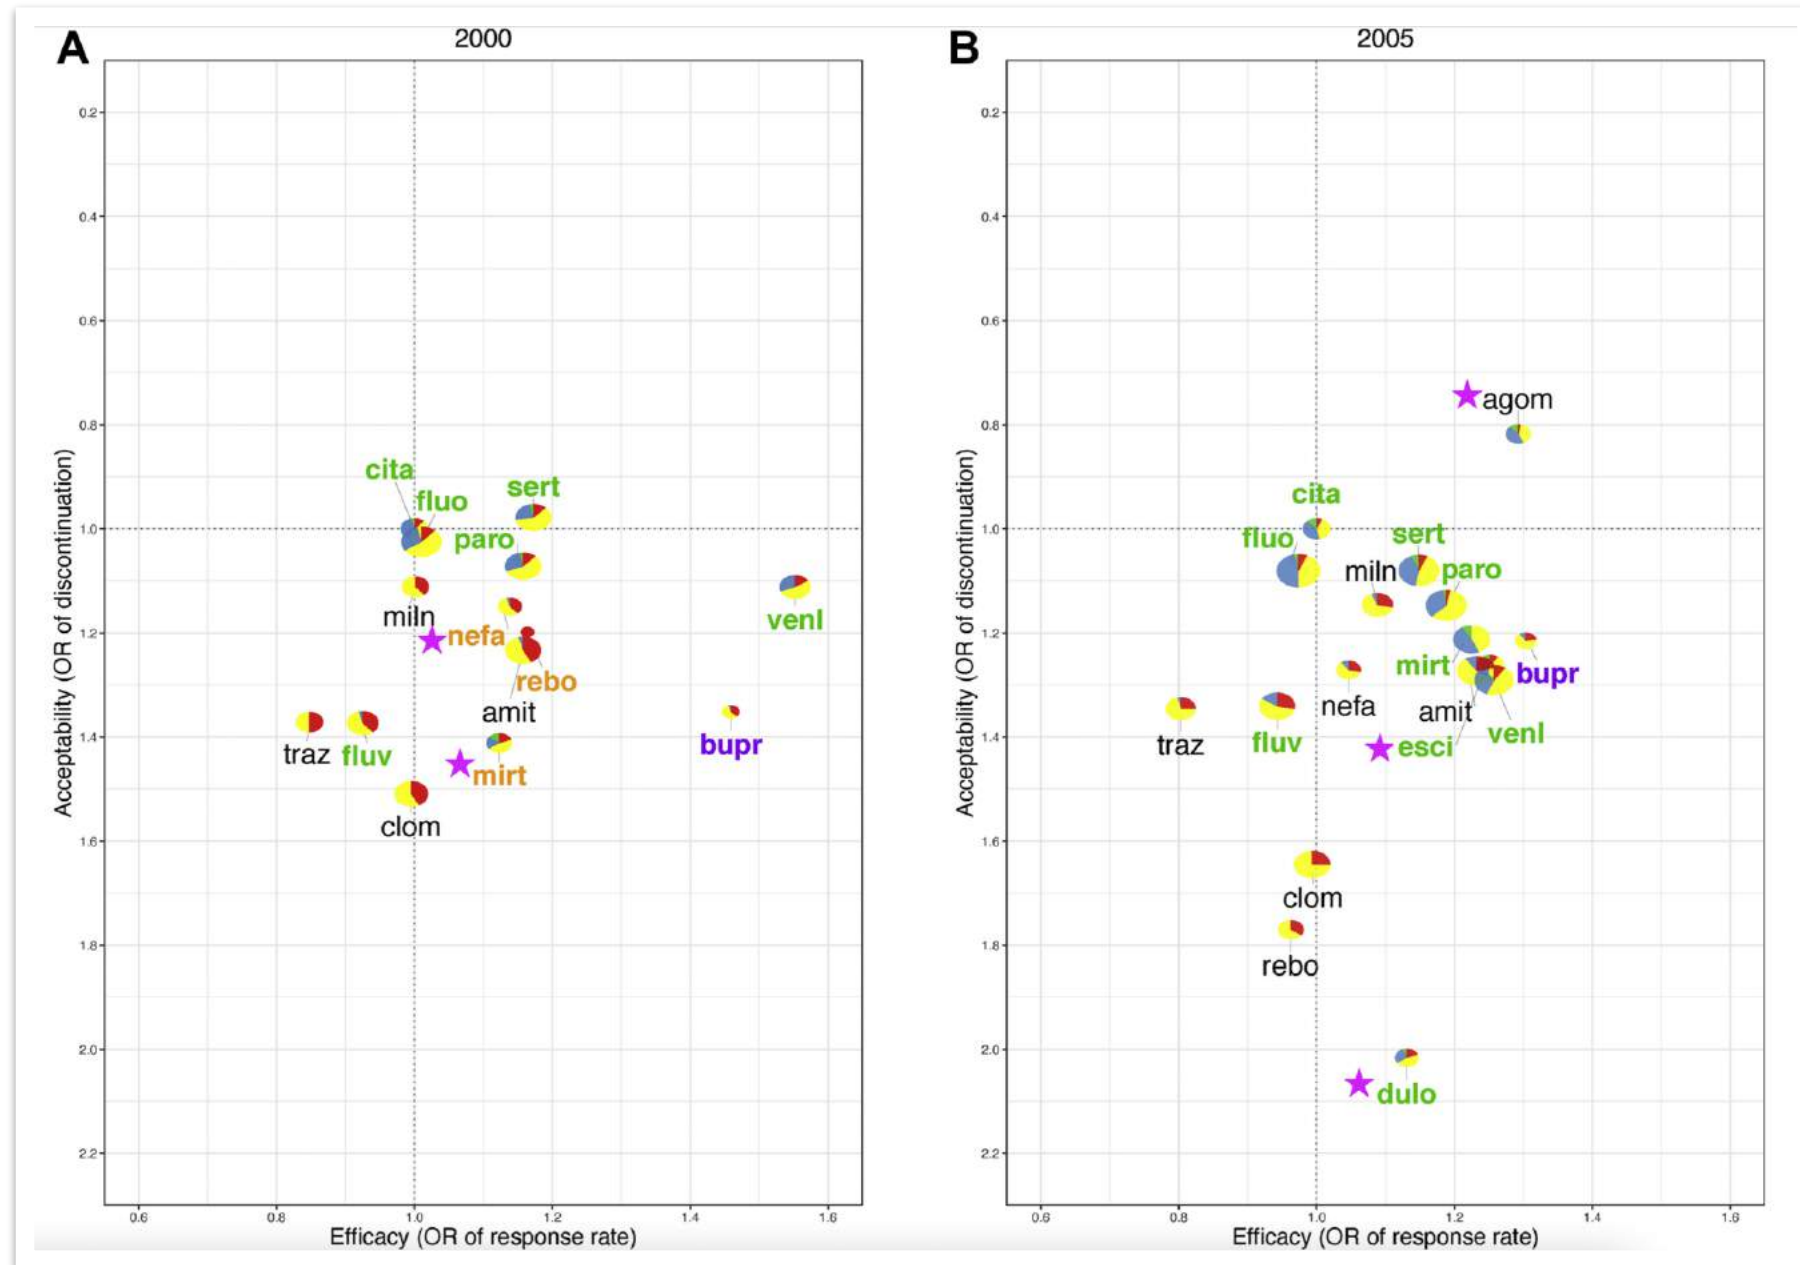 A
2000
0.2
0.4
0.6
0.8
1.0
1.2
1.4
1.6
1.8
2.0
2.2
Acceptability (OR of discontinuation)
cita
fluo
sert
paro
miln
venl
nefa
rebo
amit
traz
fluv
bupr
mirt
clom
0.6
0.8
1.0
1.2
1.4
1.6
Efficacy (OR of response rate)
B
2005
0.2
0.4
0.6
0.8
1.0
1.2
1.4
1.6
1.8
2.0
2.2
Acceptability (OR of discontinuation)
agom
cita
fluo
sert
miln
paro
mirt
bupr
nefa
amit
traz
fluv
esci
venl
clom
rebo
dulo
0.6
0.8
1.0
1.2
1.4
1.6
Efficacy (OR of response rate)